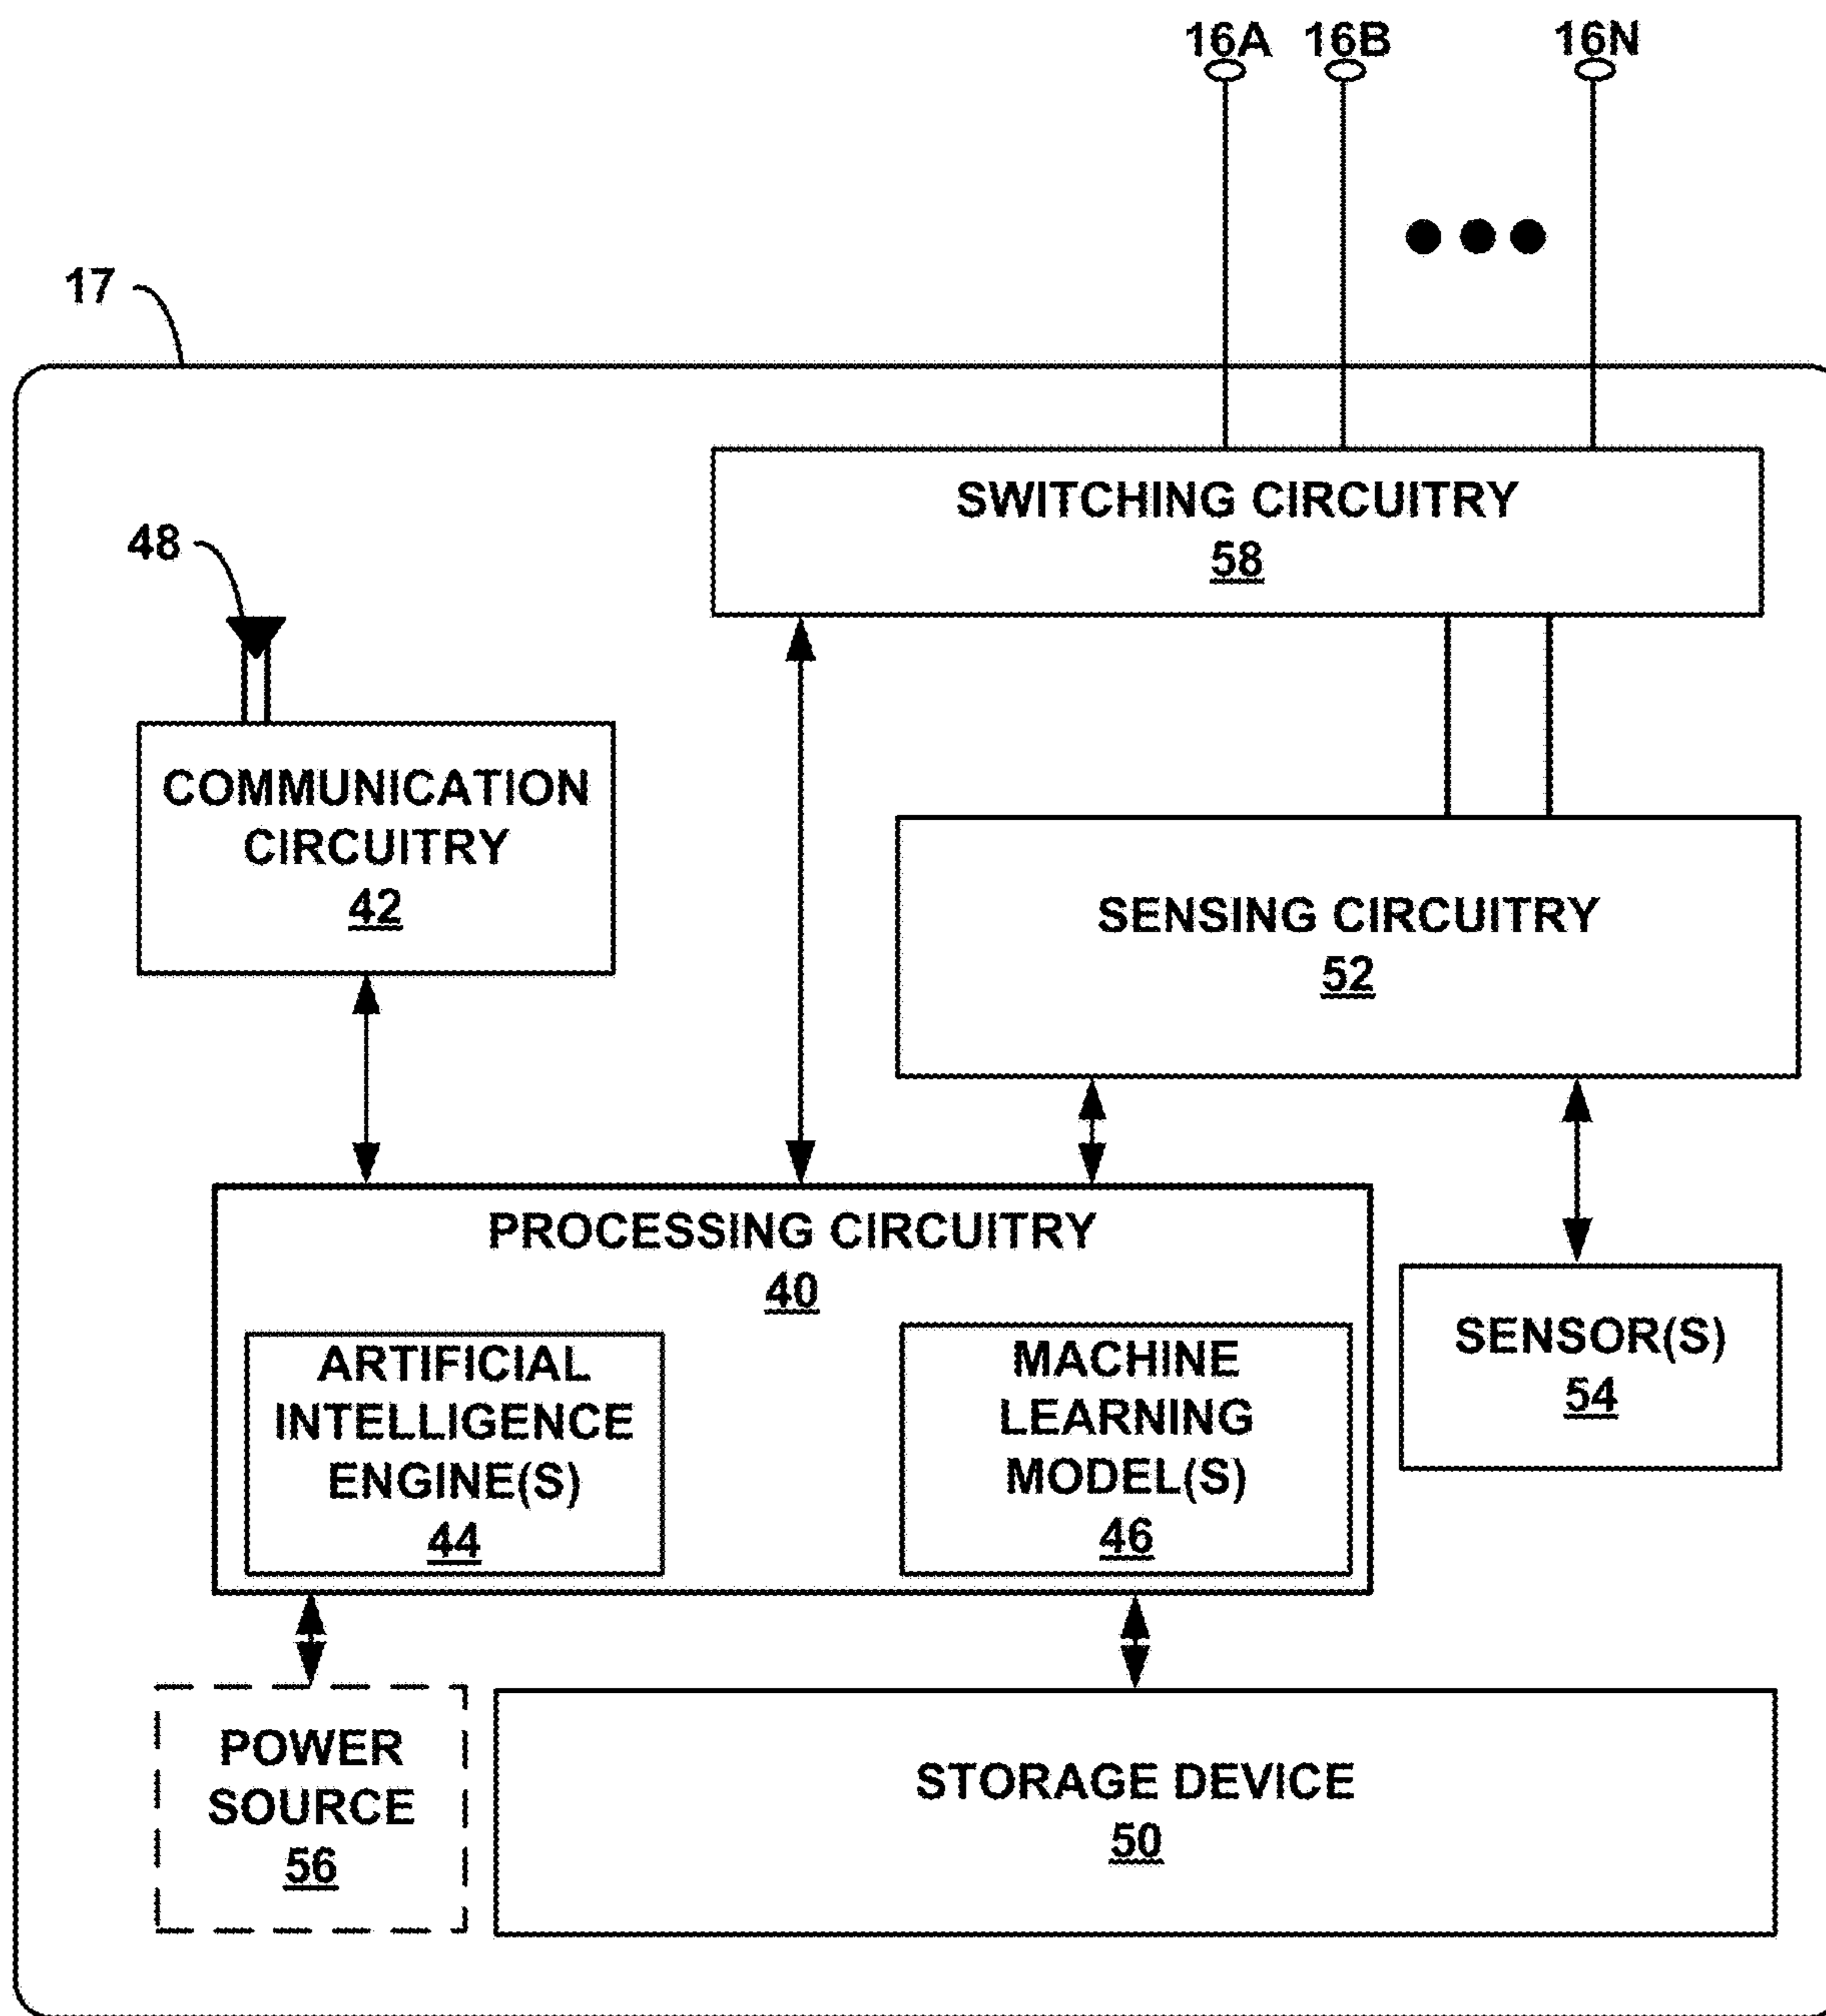 16A 16B 16N
17
SWITCHING CIRCUITRY
58
48
COMMUNICATION
CIRCUITRY
42
SENSING CIRCUITRY
52
PROCESSING CIRCUITRY
40
ARTIFICIAL
INTELLIGENCE
ENGINE(S)
44
MACHINE
LEARNING
MODEL(S)
46
SENSOR(S)
54
POWER
SOURCE
56
STORAGE DEVICE
50